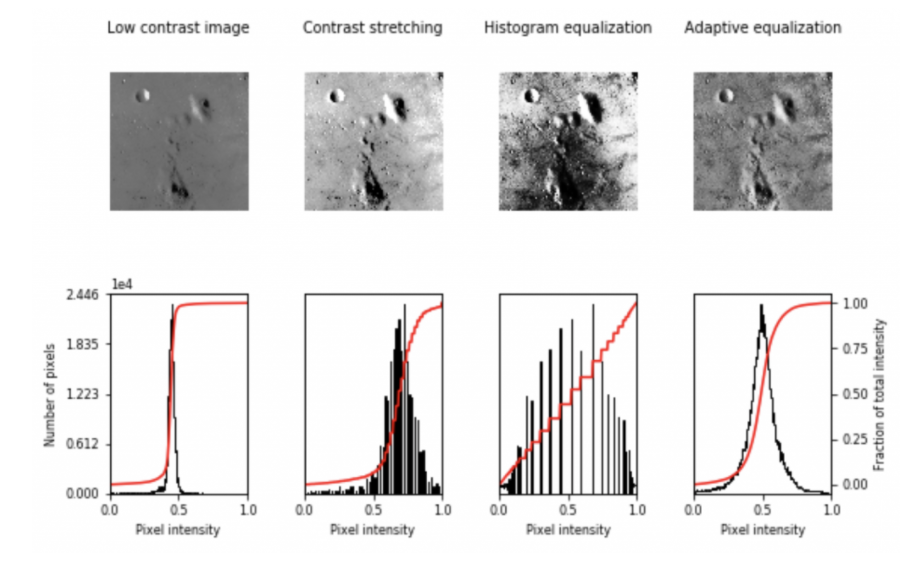 Low contrast image
Contrast stretching
Histogram equalization
Adaptive equalization
1e4
2.446
1.835
1.223
0.612
0.000
Number of pixels
0.0 0.5 1.0
Pixel intensity
0.0 0.5 1.0
Pixel intensity
0.0 0.5 1.0
Pixel intensity
0.0 0.5 1.0
Pixel intensity
1.00
0.75
0.50
0.25
0.00
Fraction of total intensity